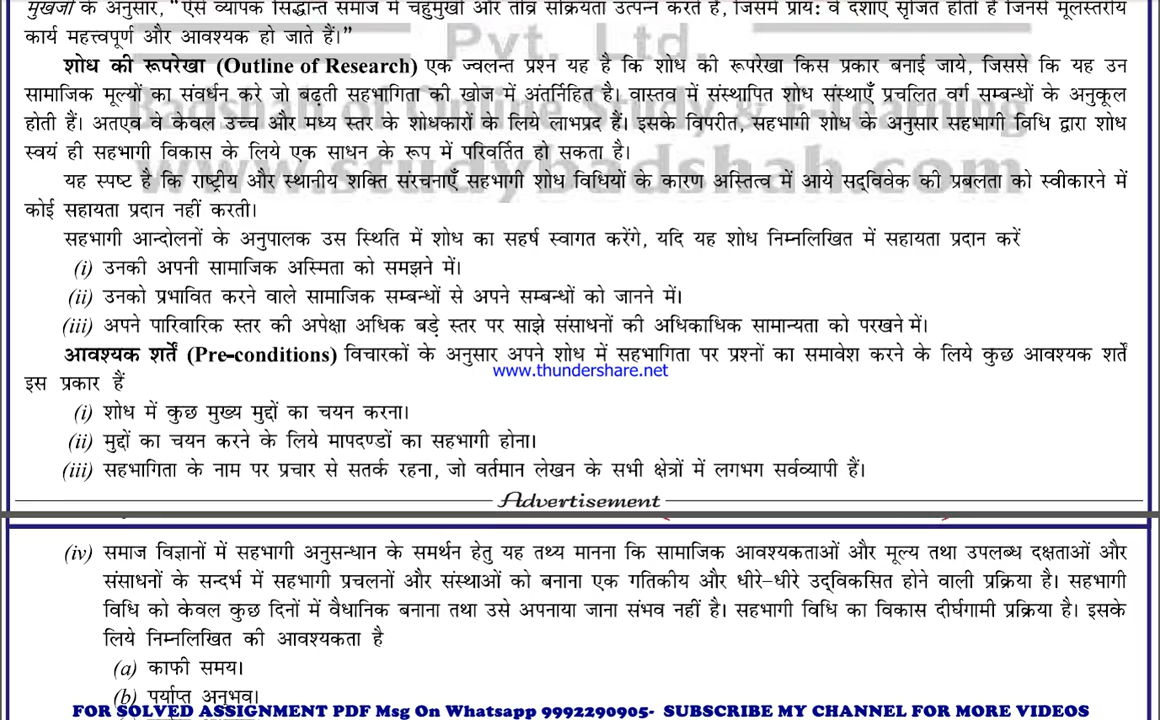 मुखर्जी के अनुसार, “ऐसे व्यापक सिद्धान्त समाज में चहुंमुखी और तीव्र सक्रियता उत्पन्न करते हैं, जिसमें प्राय: वे दशाएँ सृजित होती हैं जिनसे मूलस्तरीय
कार्य महत्त्वपूर्ण और आवश्यक हो जाते हैं।”
Pvt. Ltd.
शोध की रूपरेखा (Outline of Research) एक ज्वलन्त प्रश्न यह है कि शोध की रूपरेखा किस प्रकार बनाई जाये, जिससे कि यह उन
सामाजिक मूल्यों का संवर्धन करे जो बढ़ती सहभागिता की खोज में अंतर्निहित है। वास्तव में संस्थापित शोध संस्थाएँ प्रचलित वर्ग सम्बन्धों के अनुकूल
Badshah of Online Study & E-Learning
होती हैं। अतएव वे केवल उच्च और मध्य स्तर के शोधकारों के लिये लाभप्रद हैं। इसके विपरीत, सहभागी शोध के अनुसार सहभागी विधि द्वारा शोध
स्वयं ही सहभागी विकास के लिये एक साधन के रूप में परिवर्तित हो सकता है।
www.studybadshah.com
यह स्पष्ट है कि राष्ट्रीय और स्थानीय शक्ति संरचनाएँ सहभागी शोध विधियों के कारण अस्तित्व में आये सद्विवेक की प्रबलता को स्वीकारने में
कोई सहायता प्रदान नहीं करती।
सहभागी आन्दोलनों के अनुपालक उस स्थिति में शोध का सहर्ष स्वागत करेंगे, यदि यह शोध निम्नलिखित में सहायता प्रदान करें
(i) उनकी अपनी सामाजिक अस्मिता को समझने में।
(ii) उनको प्रभावित करने वाले सामाजिक सम्बन्धों से अपने सम्बन्धों को जानने में।
(iii) अपने पारिवारिक स्तर की अपेक्षा अधिक बड़े स्तर पर साझे संसाधनों की अधिकाधिक सामान्यता को परखने में।
आवश्यक शर्तें (Pre-conditions) विचारकों के अनुसार अपने शोध में सहभागिता पर प्रश्नों का समावेश करने के लिये कुछ आवश्यक शर्तें
www.thundershare.net
इस प्रकार हैं
(i) शोध में कुछ मुख्य मुद्दों का चयन करना।
(ii) मुद्दों का चयन करने के लिये मापदण्डों का सहभागी होना।
(iii) सहभागिता के नाम पर प्रचार से सतर्क रहना, जो वर्तमान लेखन के सभी क्षेत्रों में लगभग सर्वव्यापी हैं।
Advertisement
(iv) समाज विज्ञानों में सहभागी अनुसन्धान के समर्थन हेतु यह तथ्य मानना कि सामाजिक आवश्यकताओं और मूल्य तथा उपलब्ध दक्षताओं और
संसाधनों के सन्दर्भ में सहभागी प्रचलनों और संस्थाओं को बनाना एक गतिकीय और धीरे-धीरे उद्विकसित होने वाली प्रक्रिया है। सहभागी
विधि को केवल कुछ दिनों में वैधानिक बनाना तथा उसे अपनाया जाना संभव नहीं है। सहभागी विधि का विकास दीर्घगामी प्रक्रिया है। इसके
लिये निम्नलिखित की आवश्यकता है
(a) काफी समय।
(b) पर्याप्त अनुभव।
FOR SOLVED ASSIGNMENT PDF Msg On Whatsapp 9992290905- SUBSCRIBE MY CHANNEL FOR MORE VIDEOS